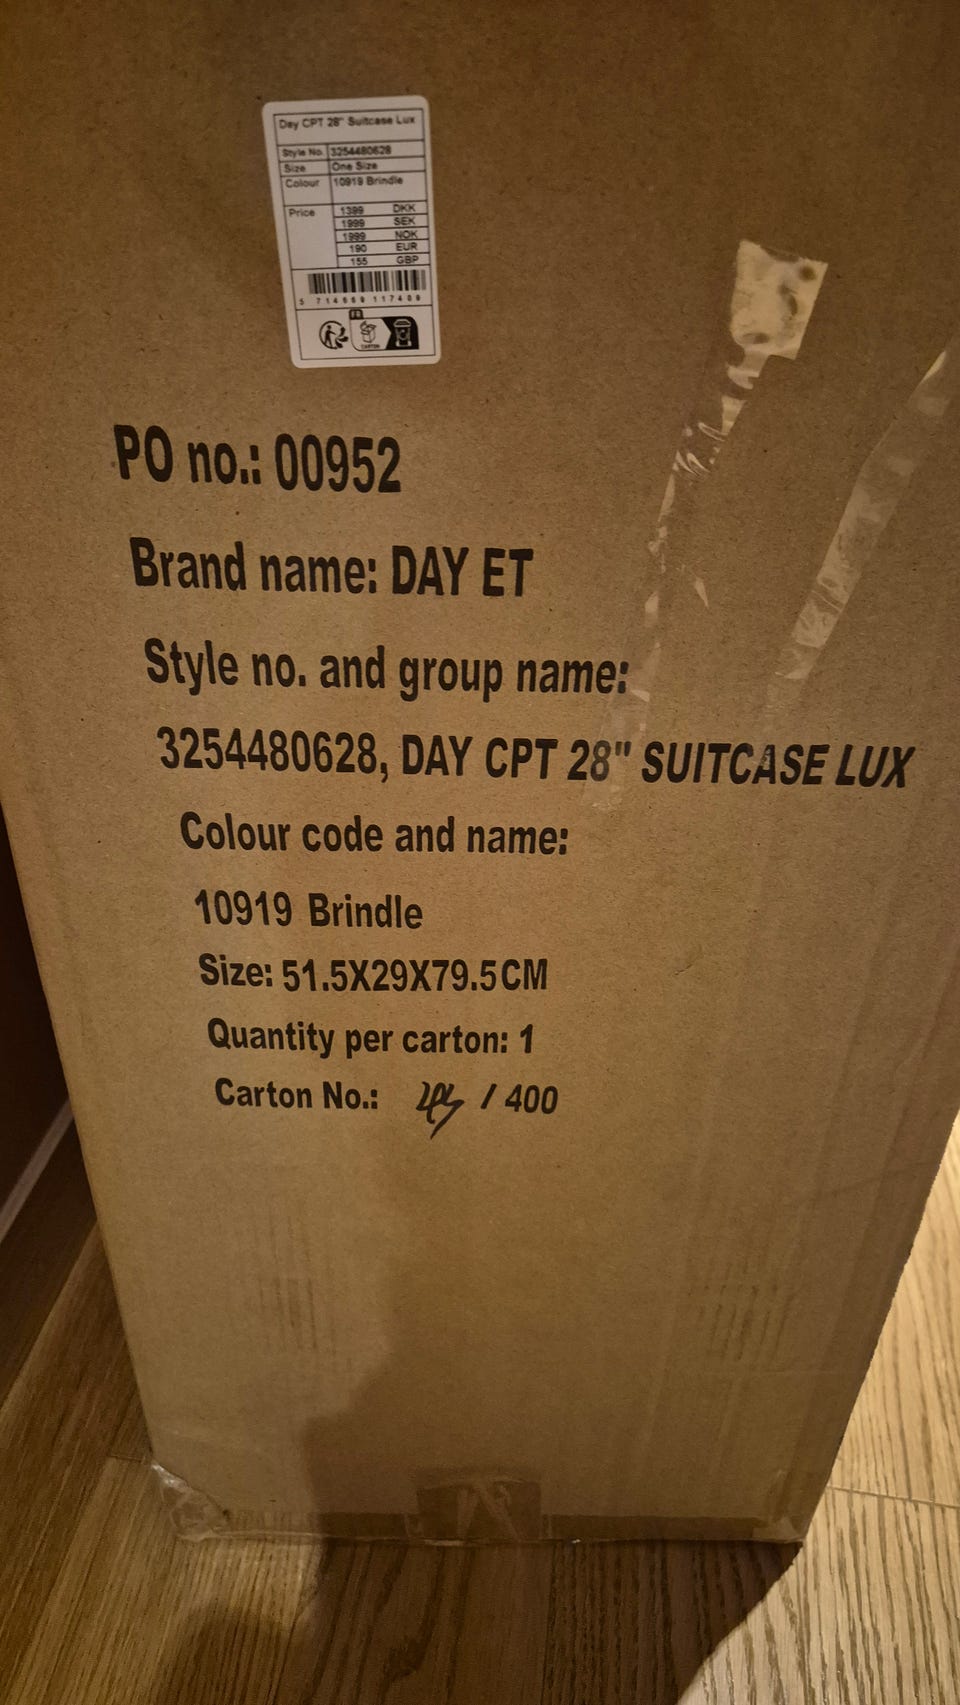 Day CPT 28" Suitcase Lux
Style No. 3254480628
Size One Size
Colour 10919 Brindle
Price 1399 DKK
1999 SEK
1999 NOK
190 EUR
155 GBP
FR
CARTON
PO no.: 00952
Brand name: DAY ET
Style no. and group name:
3254480628, DAY CPT 28" SUITCASE LUX
Colour code and name:
10919 Brindle
Size: 51.5X29X79.5CM
Quantity per carton: 1
Carton No.: / 400